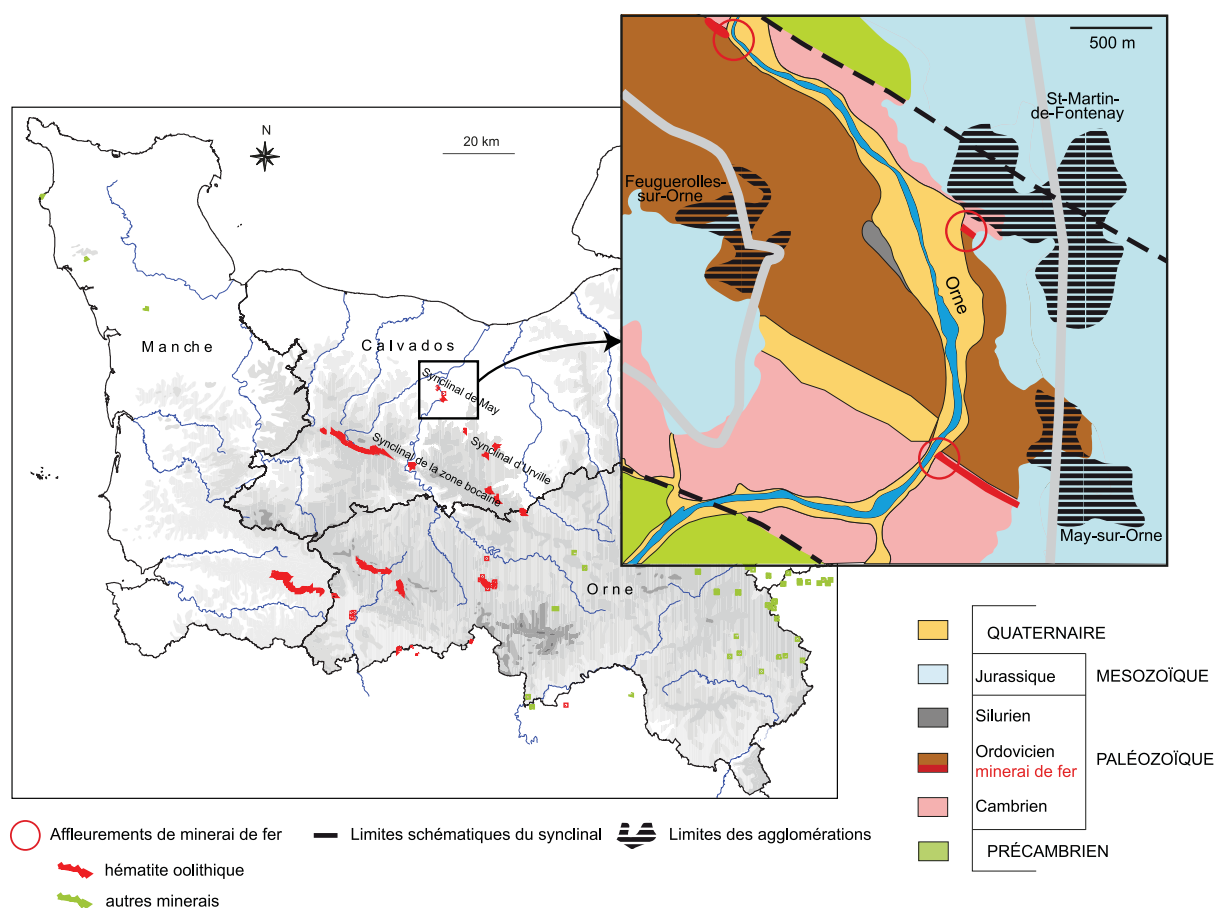 500 m
St-Martin-
de-Fontenay
Feuguerolles-
sur-Orne
Orne
May-sur-Orne
N
20 km
Manche
Calvados
Synclinal de May
Synclinal d'Urville
Synclinal de la zone bocaine
Orne
QUATERNAIRE
Jurassique
MESOZOÏQUE
Silurien
Ordovicien
minerai de fer
PALÉOZOÏQUE
Cambrien
PRÉCAMBRIEN
Affleurements de minerai de fer
Limites schématiques du synclinal
Limites des agglomérations
hématite oolithique
autres minerais